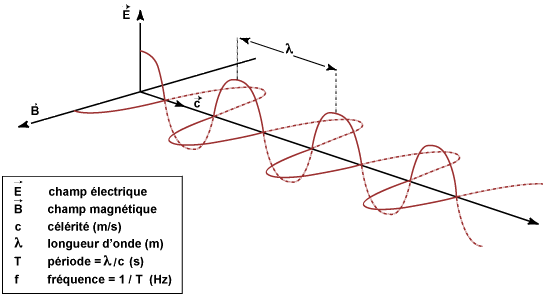 E
λ
B
c
E champ électrique
B champ magnétique
c célérité (m/s)
λ longueur d'onde (m)
T période = λ/c (s)
f fréquence = 1 / T (Hz)